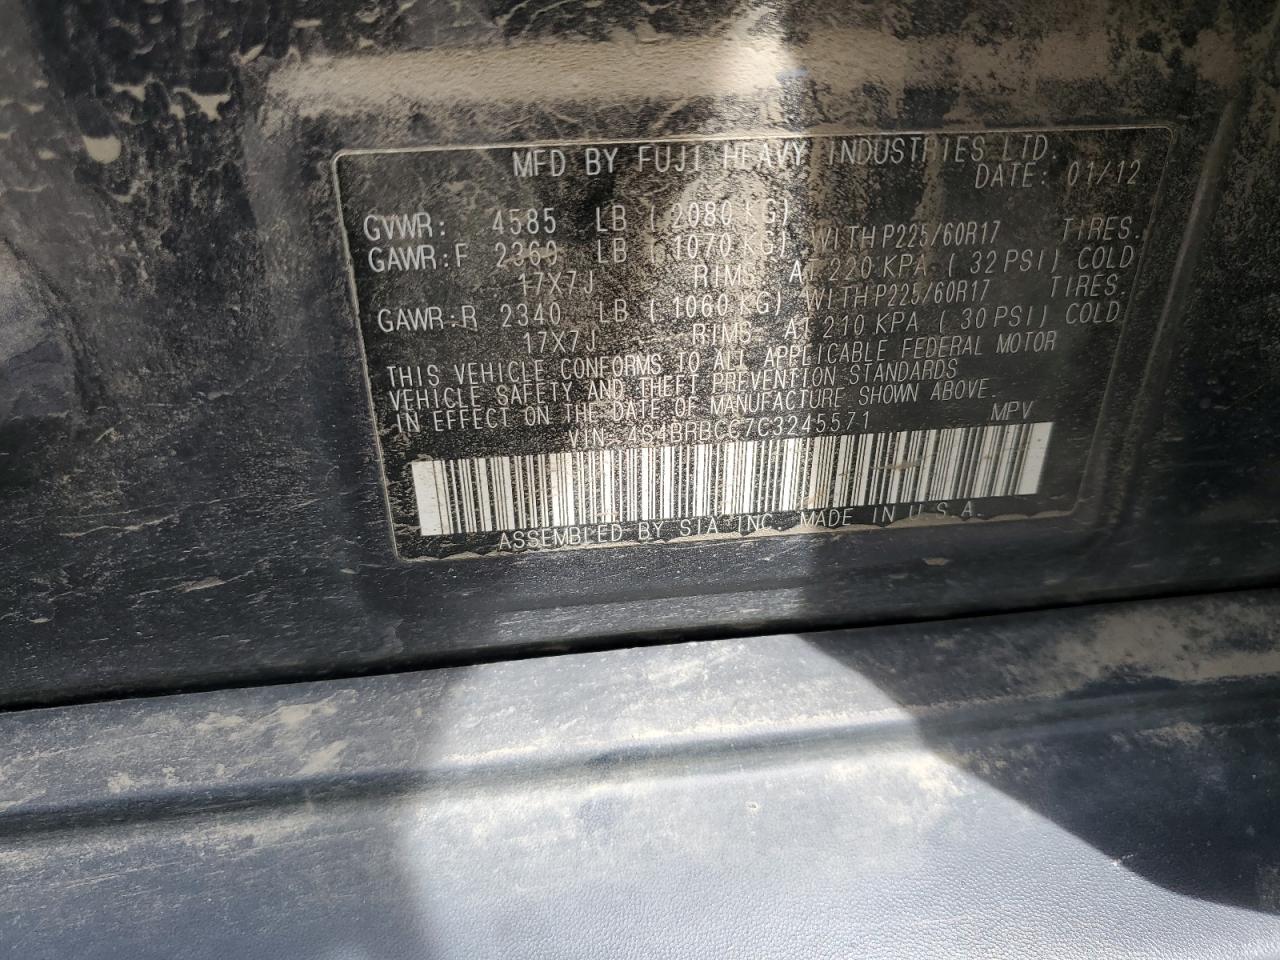 MFD BY FUJI HEAVY INDUSTRIES LTD.
DATE: 01/12
GVWR: 4585 LB ( 2080 KG)
GAWR:F 2360 LB ( 1070 KG) WITH P225/60R17 TIRES.
17X7J RIMS AT 220 KPA ( 32 PSI) COLD
GAWR:R 2340 LB ( 1060 KG) WITH P225/60R17 TIRES.
17X7J RIMS AT 210 KPA ( 30 PSI) COLD
THIS VEHICLE CONFORMS TO ALL APPLICABLE FEDERAL MOTOR
VEHICLE SAFETY AND THEFT PREVENTION STANDARDS
IN EFFECT ON THE DATE OF MANUFACTURE SHOWN ABOVE.
VIN MPV
ASSEMBLED BY SIA INC. MADE IN U.S.A.